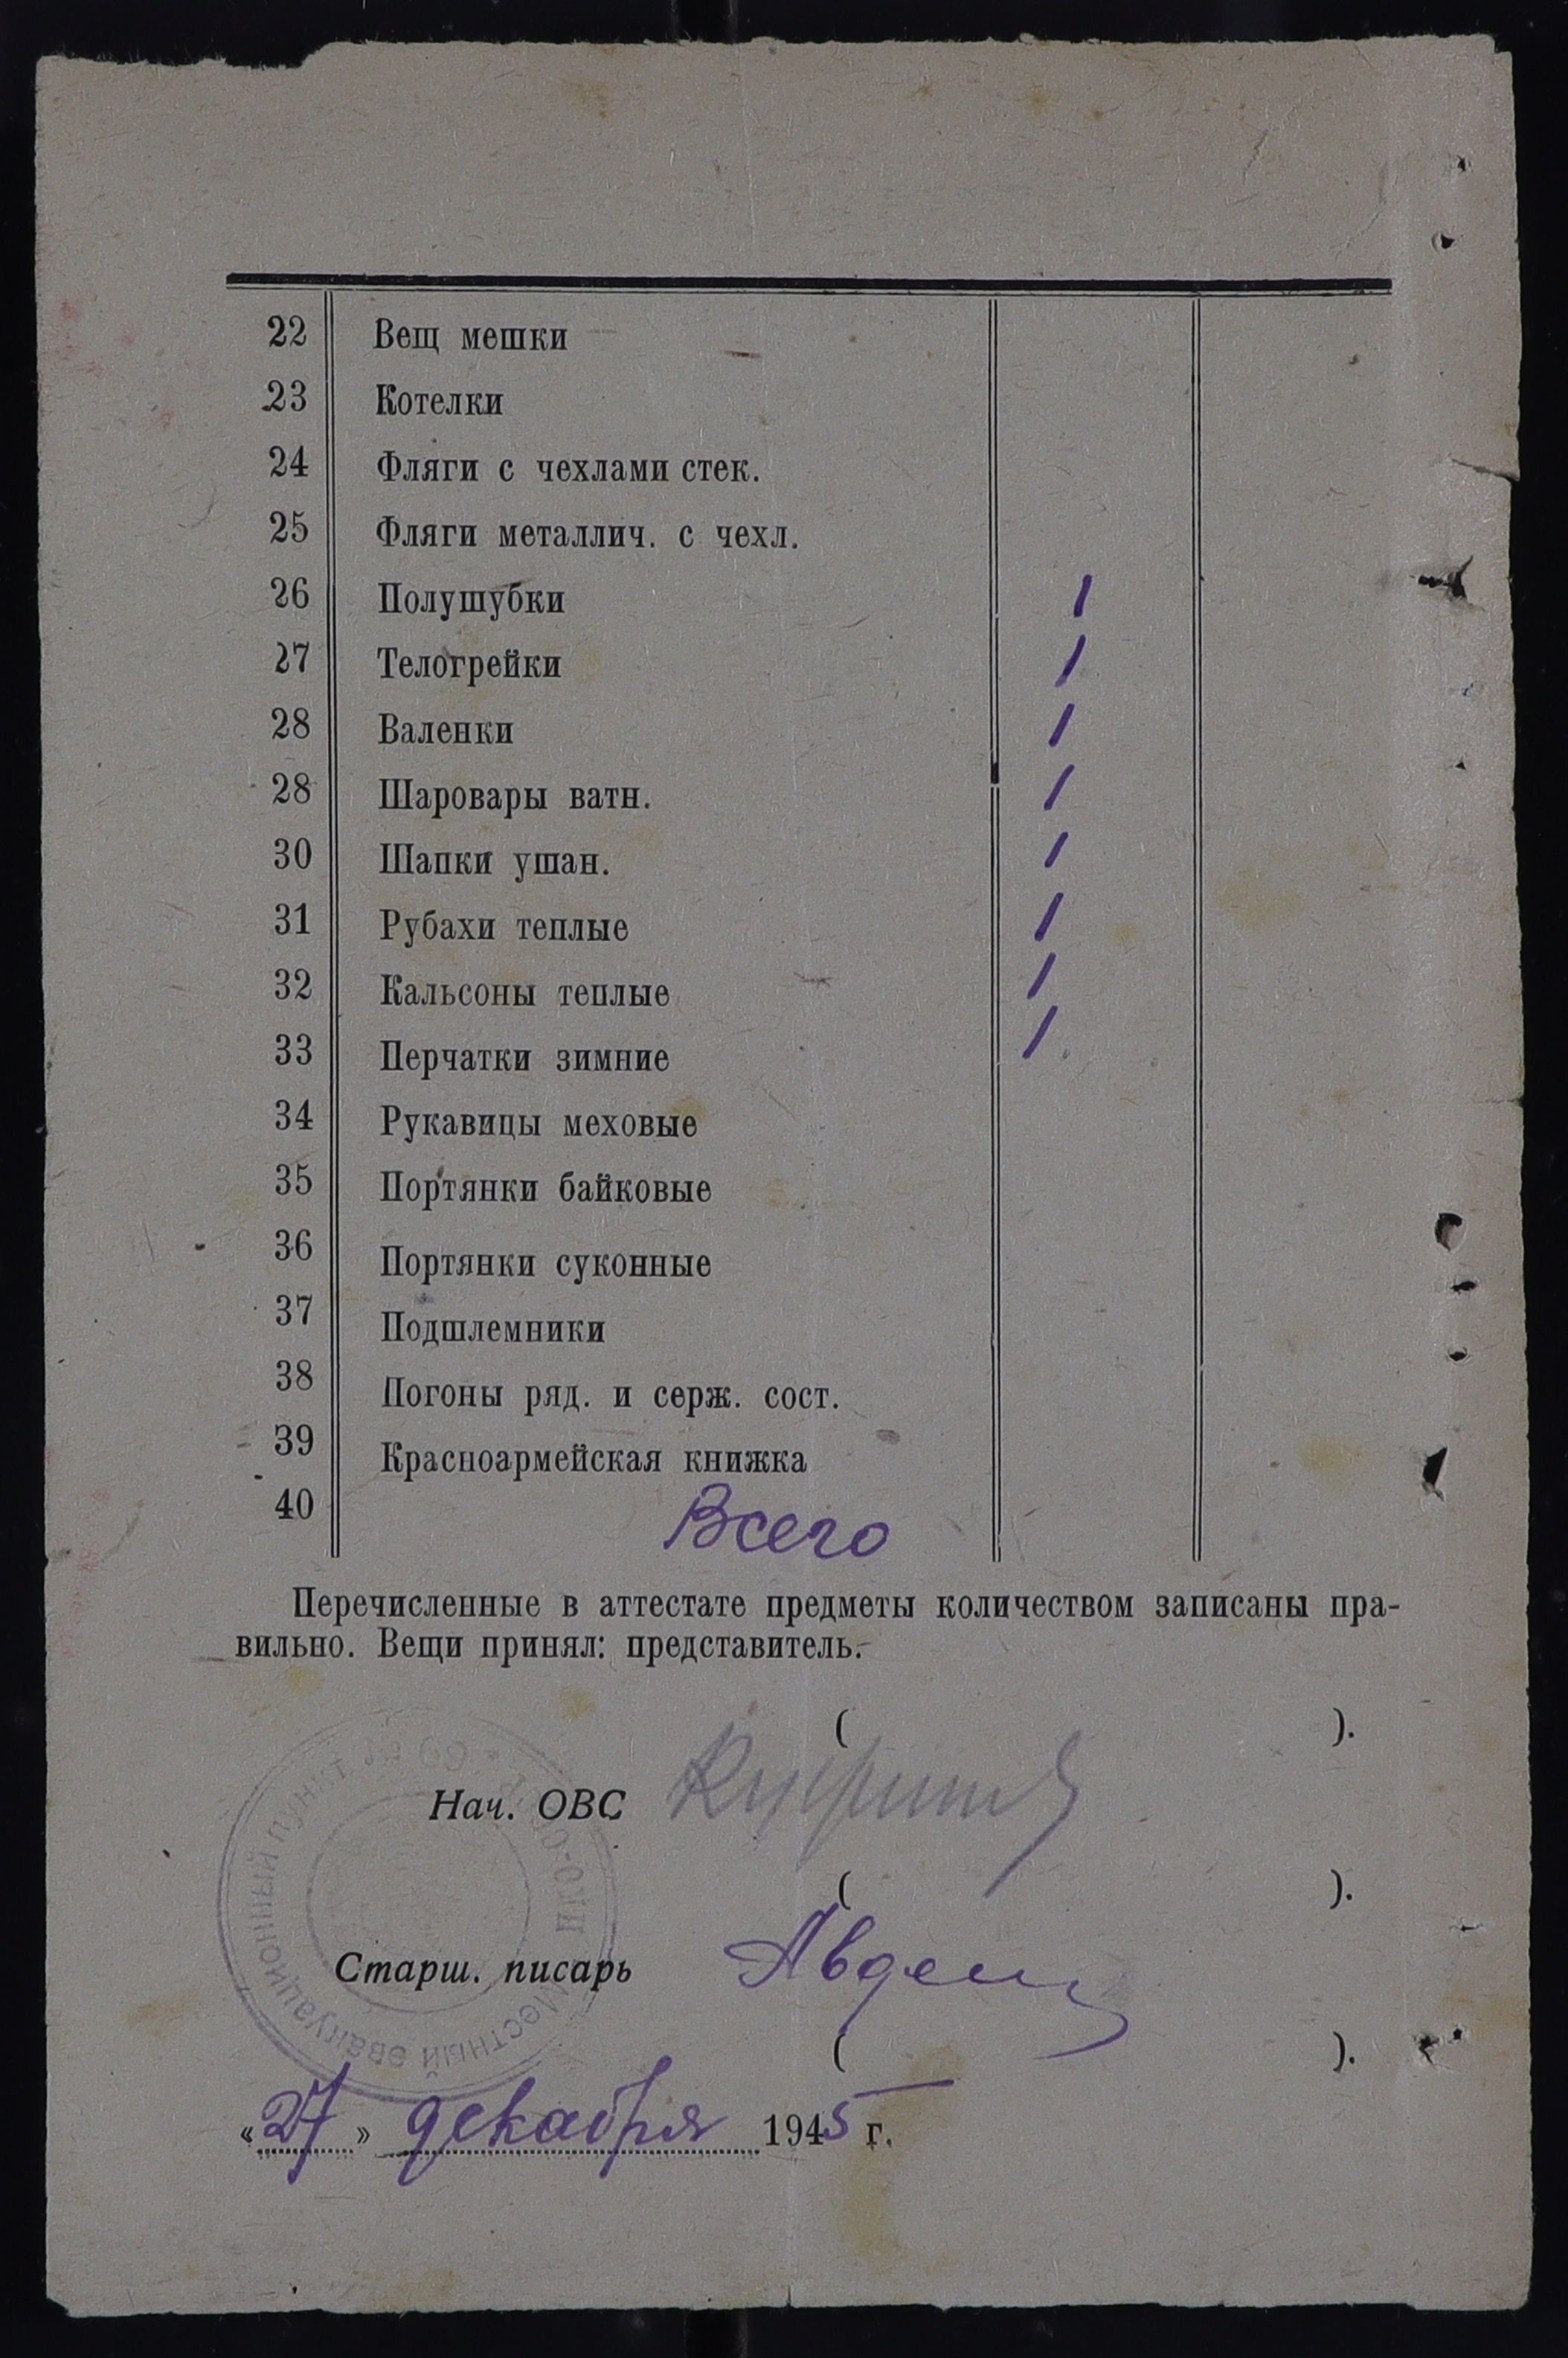 22 Вещ мешки
23 Котелки
24 Фляги с чехлами стек.
25 Фляги металлич. с чехл.
26 Полушубки 1
27 Телогрейки 1
28 Валенки 1
28 Шаровары ватн. 1
30 Шапки ушан. 1
31 Рубахи теплые 1
32 Кальсоны теплые 1
33 Перчатки зимние 1
34 Рукавицы меховые
35 Портянки байковые
36 Портянки суконные
37 Подшлемники
38 Погоны ряд. и серж. сост.
39 Красноармейская книжка
40 Всего
Перечисленные в аттестате предметы количеством записаны пра-
вильно. Вещи принял: представитель.
( ).
Нач. ОВС
( ).
Старш. писарь
( ).
Местный эвакуационный пункт
«27» декабря 1945 г.